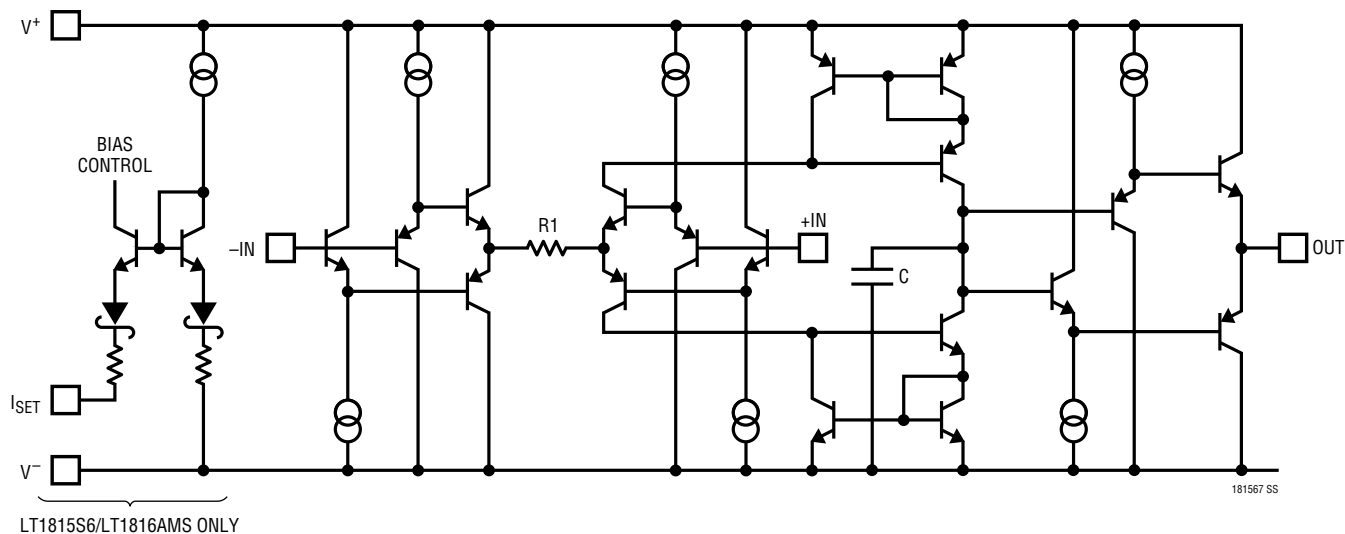 V+
BIAS
CONTROL
–IN
R1
+IN
C
OUT
ISET
V–
181567 SS
LT1815S6/LT1816AMS ONLY